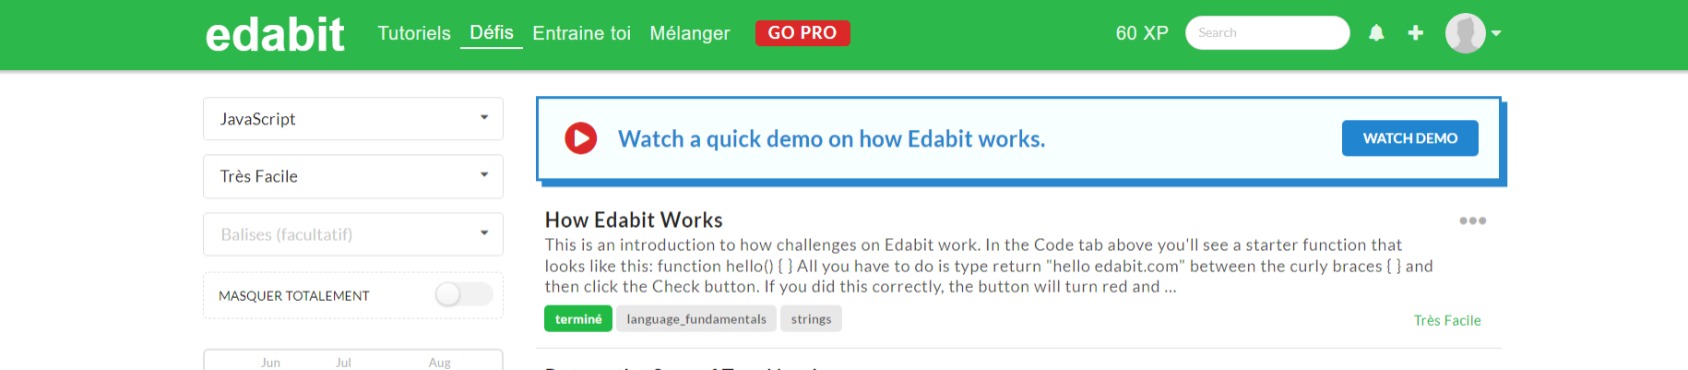 edabit Tutoriels Défis Entraine toi Mélanger GO PRO 60 XP Search
JavaScript
Très Facile
Balises (facultatif)
MASQUER TOTALEMENT
Jun Jul Aug
Watch a quick demo on how Edabit works. WATCH DEMO
How Edabit Works
This is an introduction to how challenges on Edabit work. In the Code tab above you'll see a starter function that
looks like this: function hello() { } All you have to do is type return "hello edabit.com" between the curly braces { } and
then click the Check button. If you did this correctly, the button will turn red and ...
terminé language_fundamentals strings Très Facile